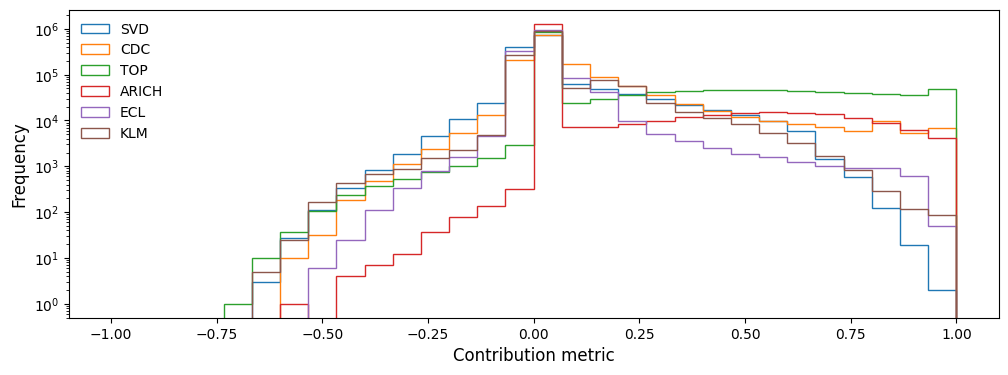 10⁶
10⁵
10⁴
10³
10²
10¹
10⁰
Frequency
SVD
CDC
TOP
ARICH
ECL
KLM
−1.00 −0.75 −0.50 −0.25 0.00 0.25 0.50 0.75 1.00
Contribution metric